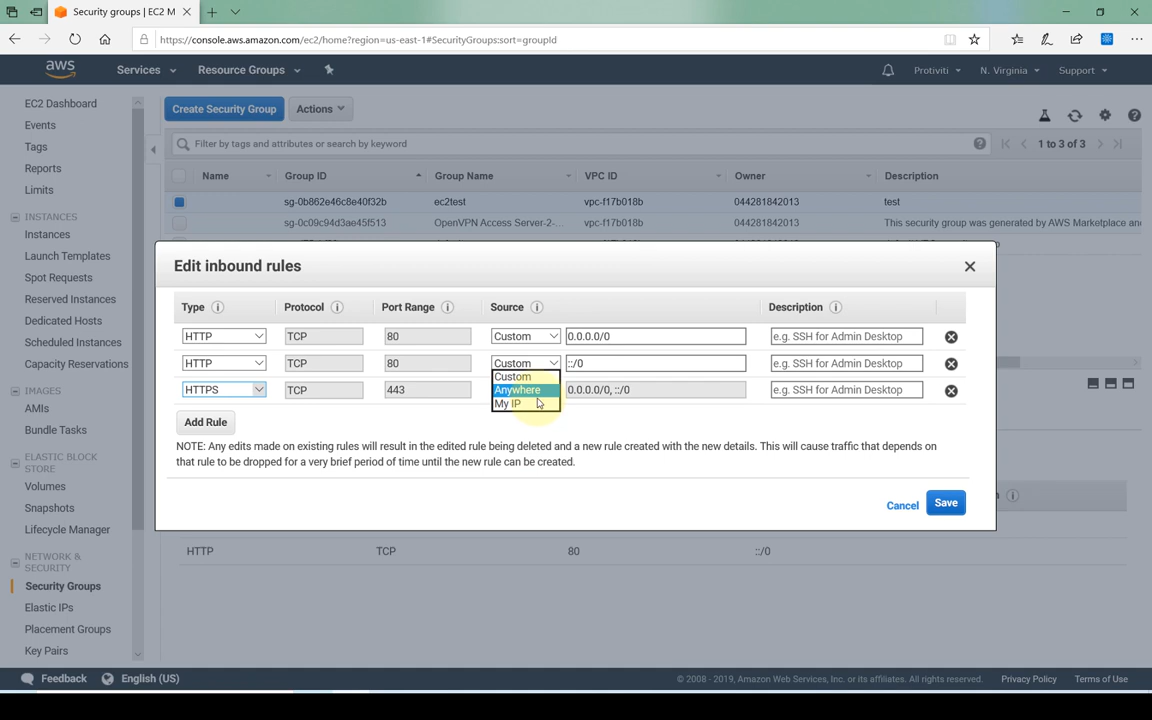 Security groups | EC2 M
https://console.aws.amazon.com/ec2/home?region=us-east-1#SecurityGroups:sort=groupId
aws Services Resource Groups Protiviti N. Virginia Support
EC2 Dashboard
Events
Tags
Reports
Limits
INSTANCES
Instances
Launch Templates
Spot Requests
Reserved Instances
Dedicated Hosts
Scheduled Instances
Capacity Reservations
IMAGES
AMIs
Bundle Tasks
ELASTIC BLOCK
STORE
Volumes
Snapshots
Lifecycle Manager
NETWORK &
SECURITY
Security Groups
Elastic IPs
Placement Groups
Key Pairs
Create Security Group Actions
Filter by tags and attributes or search by keyword 1 to 3 of 3
Name Group ID Group Name VPC ID Owner Description
sg-0b862e46c8e40f32b ec2test vpc-f17b018b 044281842013 test
sg-0c09c94d3ae45f513 OpenVPN Access Server-2-... vpc-f17b018b 044281842013 This security group was generated by AWS Marketplace an
Edit inbound rules
Type Protocol Port Range Source Description
HTTP TCP 80 Custom 0.0.0.0/0 e.g. SSH for Admin Desktop
HTTP TCP 80 Custom ::/0 e.g. SSH for Admin Desktop
Custom
HTTPS TCP 443 Anywhere 0.0.0.0/0, ::/0 e.g. SSH for Admin Desktop
My IP
Add Rule
NOTE: Any edits made on existing rules will result in the edited rule being deleted and a new rule created with the new details. This will cause traffic that depends on
that rule to be dropped for a very brief period of time until the new rule can be created.
Cancel Save
HTTP TCP 80 ::/0
Feedback English (US) © 2008 - 2019, Amazon Web Services, Inc. or its affiliates. All rights reserved. Privacy Policy Terms of Use